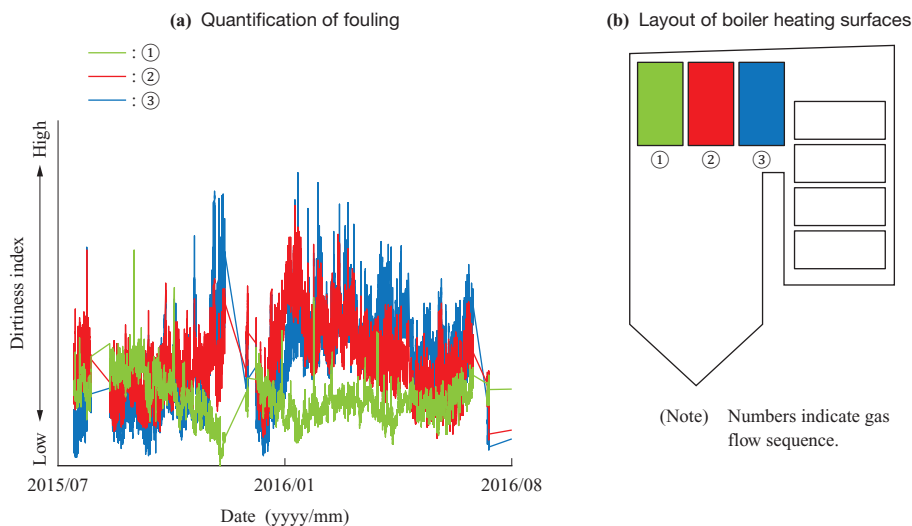 (a) Quantification of fouling
: ①
: ②
: ③
High
Dirtiness index
Low
2015/07
2016/01
2016/08
Date (yyyy/mm)
(b) Layout of boiler heating surfaces
① ② ③
(Note) Numbers indicate gas
flow sequence.